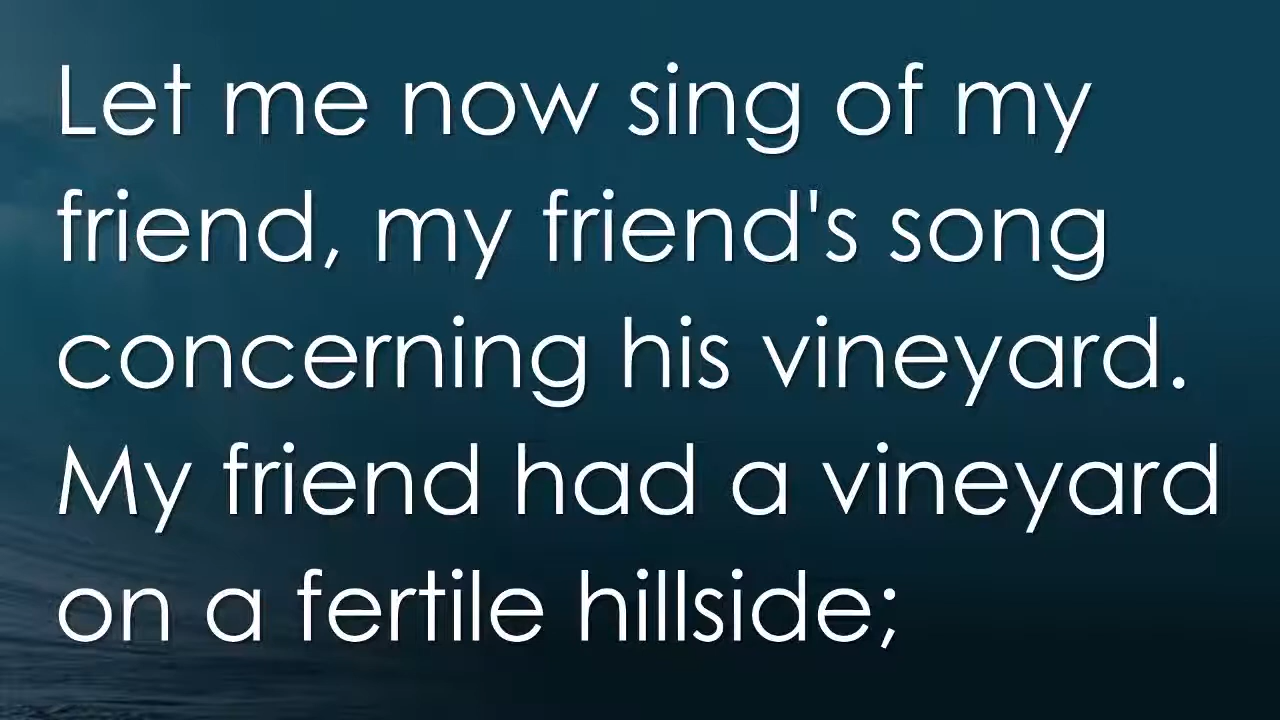 Let me now sing of my
friend, my friend's song
concerning his vineyard.
My friend had a vineyard
on a fertile hillside;